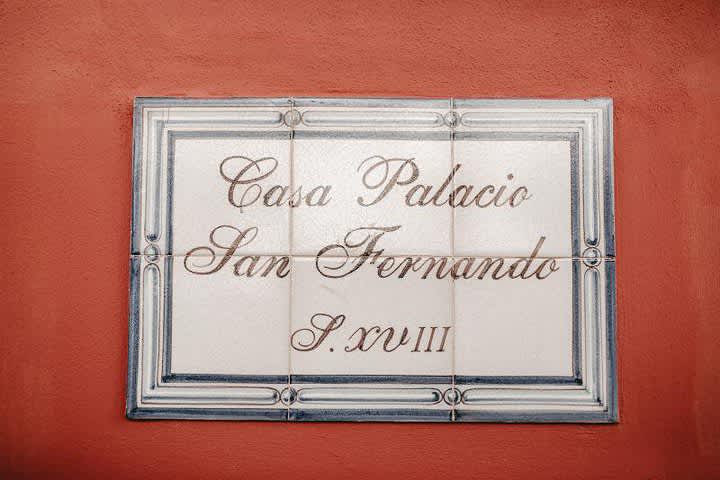 Casa Palacio
San Fernando
S. XVIII